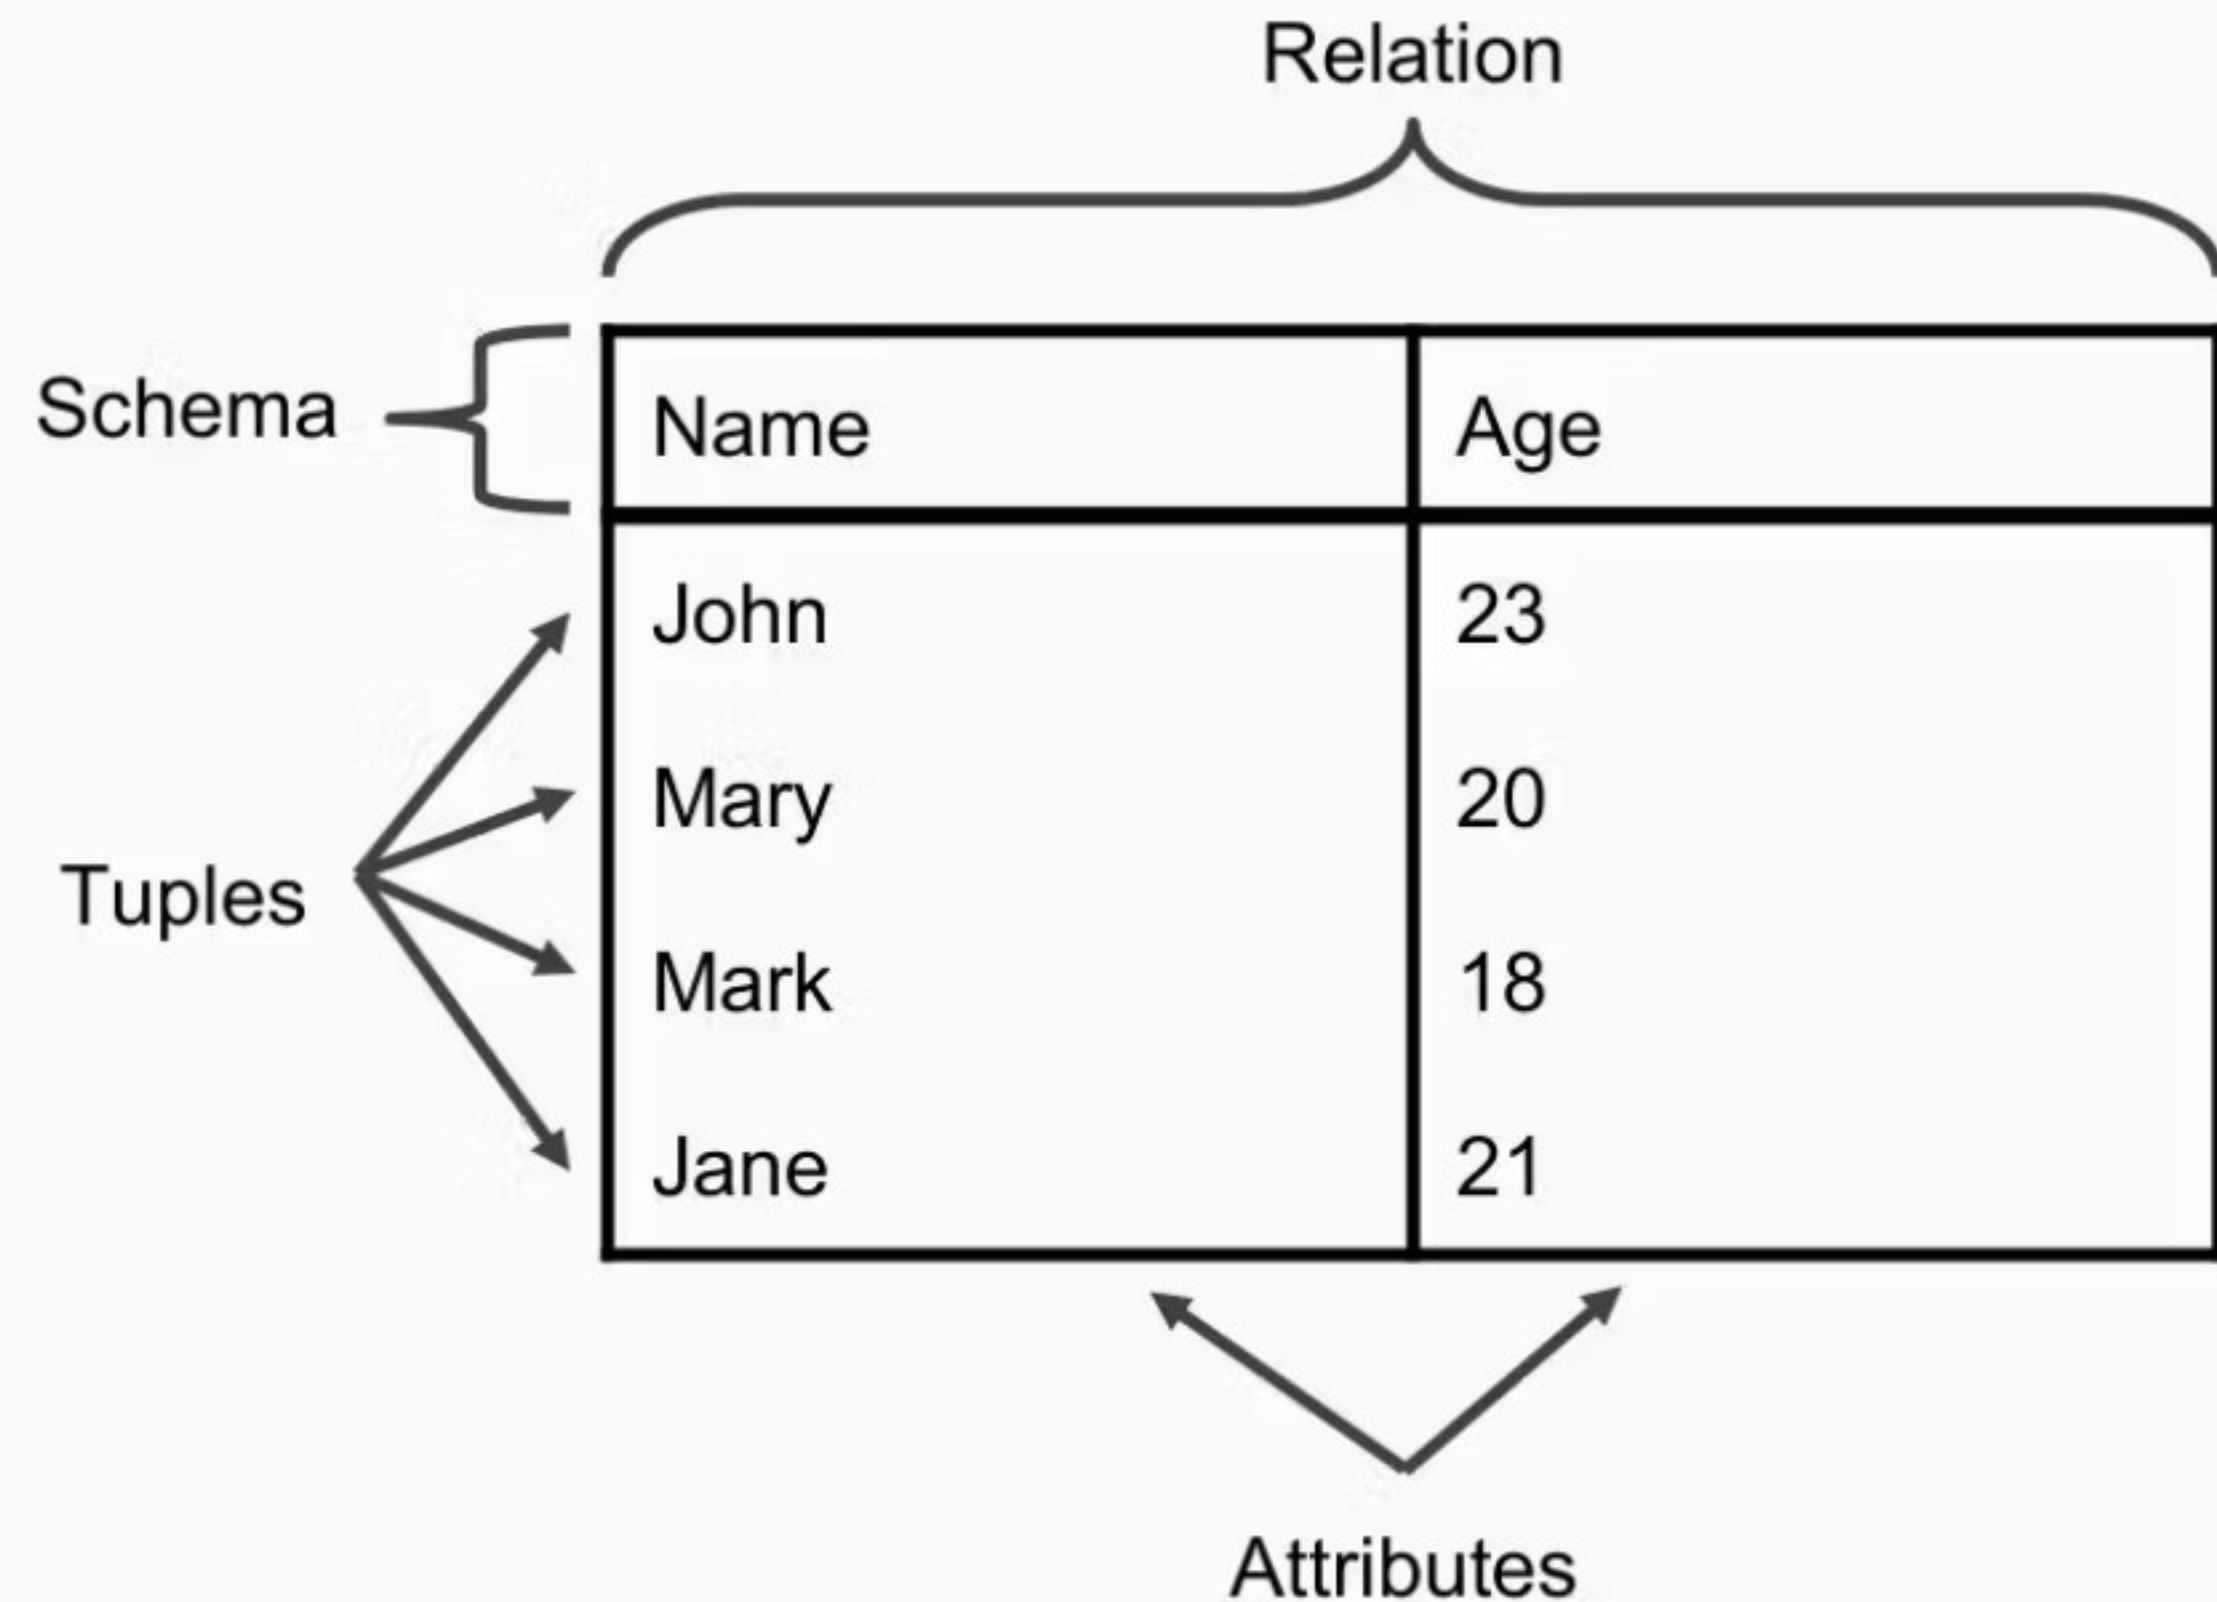 Relation
Schema
Name Age
John 23
Mary 20
Tuples
Mark 18
Jane 21
Attributes